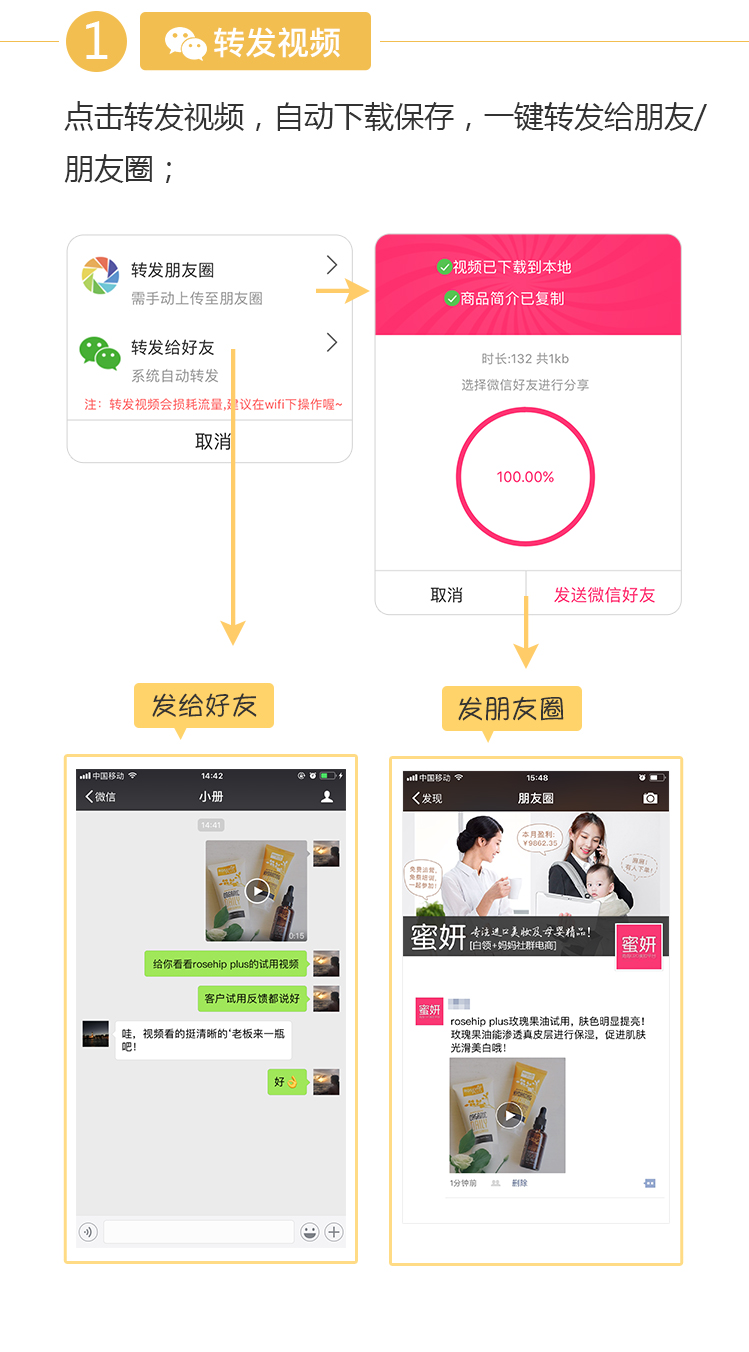 1
转发视频
点击转发视频，自动下载保存，一键转发给朋友/
朋友圈；
转发朋友圈
需手动上传至朋友圈
转发给好友
系统自动转发
注：转发视频会损耗流量,建议在wifi下操作喔~
取消
视频已下载到本地
商品简介已复制
时长:132 共1kb
选择微信好友进行分享
100.00%
取消
发送微信好友
发给好友
发朋友圈
中国移动
14:42
微信
小册
14:41
0:15
给你看看rosehip plus的试用视频
客户试用反馈都说好
哇，视频看的挺清晰的‘老板来一瓶
吧！
好👌
中国移动
15:48
发现
朋友圈
本月盈利:
¥9862.35
免费运营,
免费培训,
一起参加!
有人下单!
蜜妍
专注进口美妆及母婴精品!
[白领+妈妈社群电商]
蜜妍
蜜妍
rosehip plus玫瑰果油试用，肤色明显提亮！
玫瑰果油能渗透真皮层进行保湿，促进肌肤
光滑美白哦！
1分钟前
删除